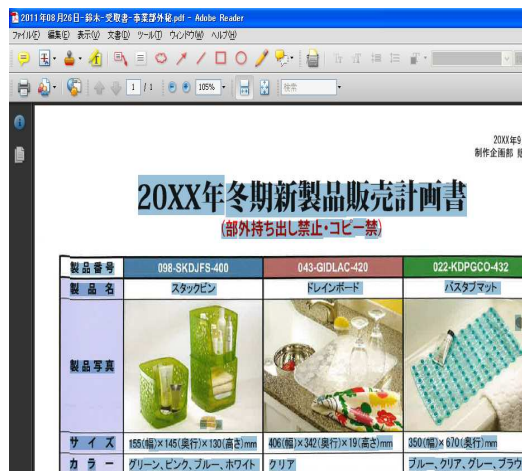 2011年08月26日-鈴木-受取書-事業部外秘.pdf - Adobe Reader
ファイル(F) 編集(E) 表示(V) 文書(D) ツール(T) ウィンドウ(W) ヘルプ(H)
1 / 1 105% 検索
20XX年9
制作企画部
20XX年冬期新製品販売計画書
(部外持ち出し禁止・コピー禁)
製品番号 098-SKDJFS-400 043-GIDLAC-420 022-KDPGCO-432
製品名 スタックピン ドレインボード バスタブマット
製品写真
サイズ 155(幅)×145(奥行)×130(高さ)mm 406(幅)×342(奥行)×19(高さ)mm 350(幅)×670(奥行)mm
カラー グリーン、ピンク、ブルー、ホワイト クリア ブルー、クリア、グレー、ブラウ